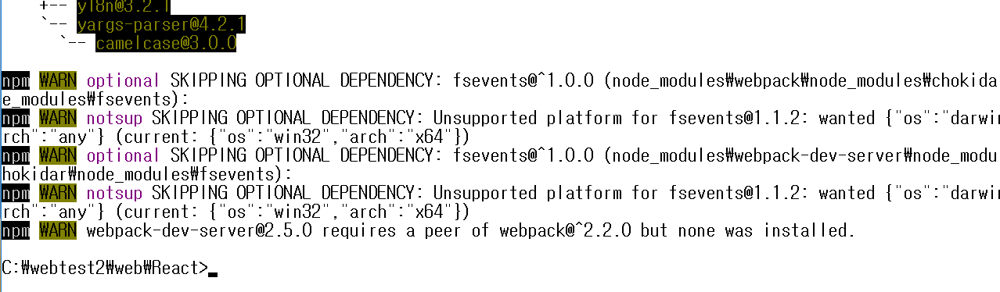 +-- y18n@3.2.1
`-- yargs-parser@4.2.1
`-- camelcase@3.0.0
npm WARN optional SKIPPING OPTIONAL DEPENDENCY: fsevents@^1.0.0 (node_modules₩webpack₩node_modules₩chokida
e_modules₩fsevents):
npm WARN notsup SKIPPING OPTIONAL DEPENDENCY: Unsupported platform for fsevents@1.1.2: wanted {"os":"darwin
rch":"any"} (current: {"os":"win32","arch":"x64"})
npm WARN optional SKIPPING OPTIONAL DEPENDENCY: fsevents@^1.0.0 (node_modules₩webpack-dev-server₩node_modu
hokidar₩node_modules₩fsevents):
npm WARN notsup SKIPPING OPTIONAL DEPENDENCY: Unsupported platform for fsevents@1.1.2: wanted {"os":"darwin
rch":"any"} (current: {"os":"win32","arch":"x64"})
npm WARN webpack-dev-server@2.5.0 requires a peer of webpack@^2.2.0 but none was installed.
C:₩webtest2₩web₩React>_